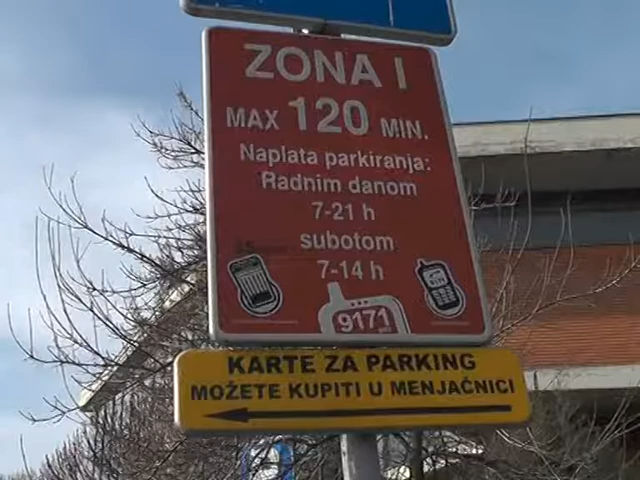 ZONA I
MAX 120 MIN.
Naplata parkiranja:
Radnim danom
7-21 h
subotom
7-14 h
9171
KARTE ZA PARKING
MOŽETE KUPITI U MENJAČNICI